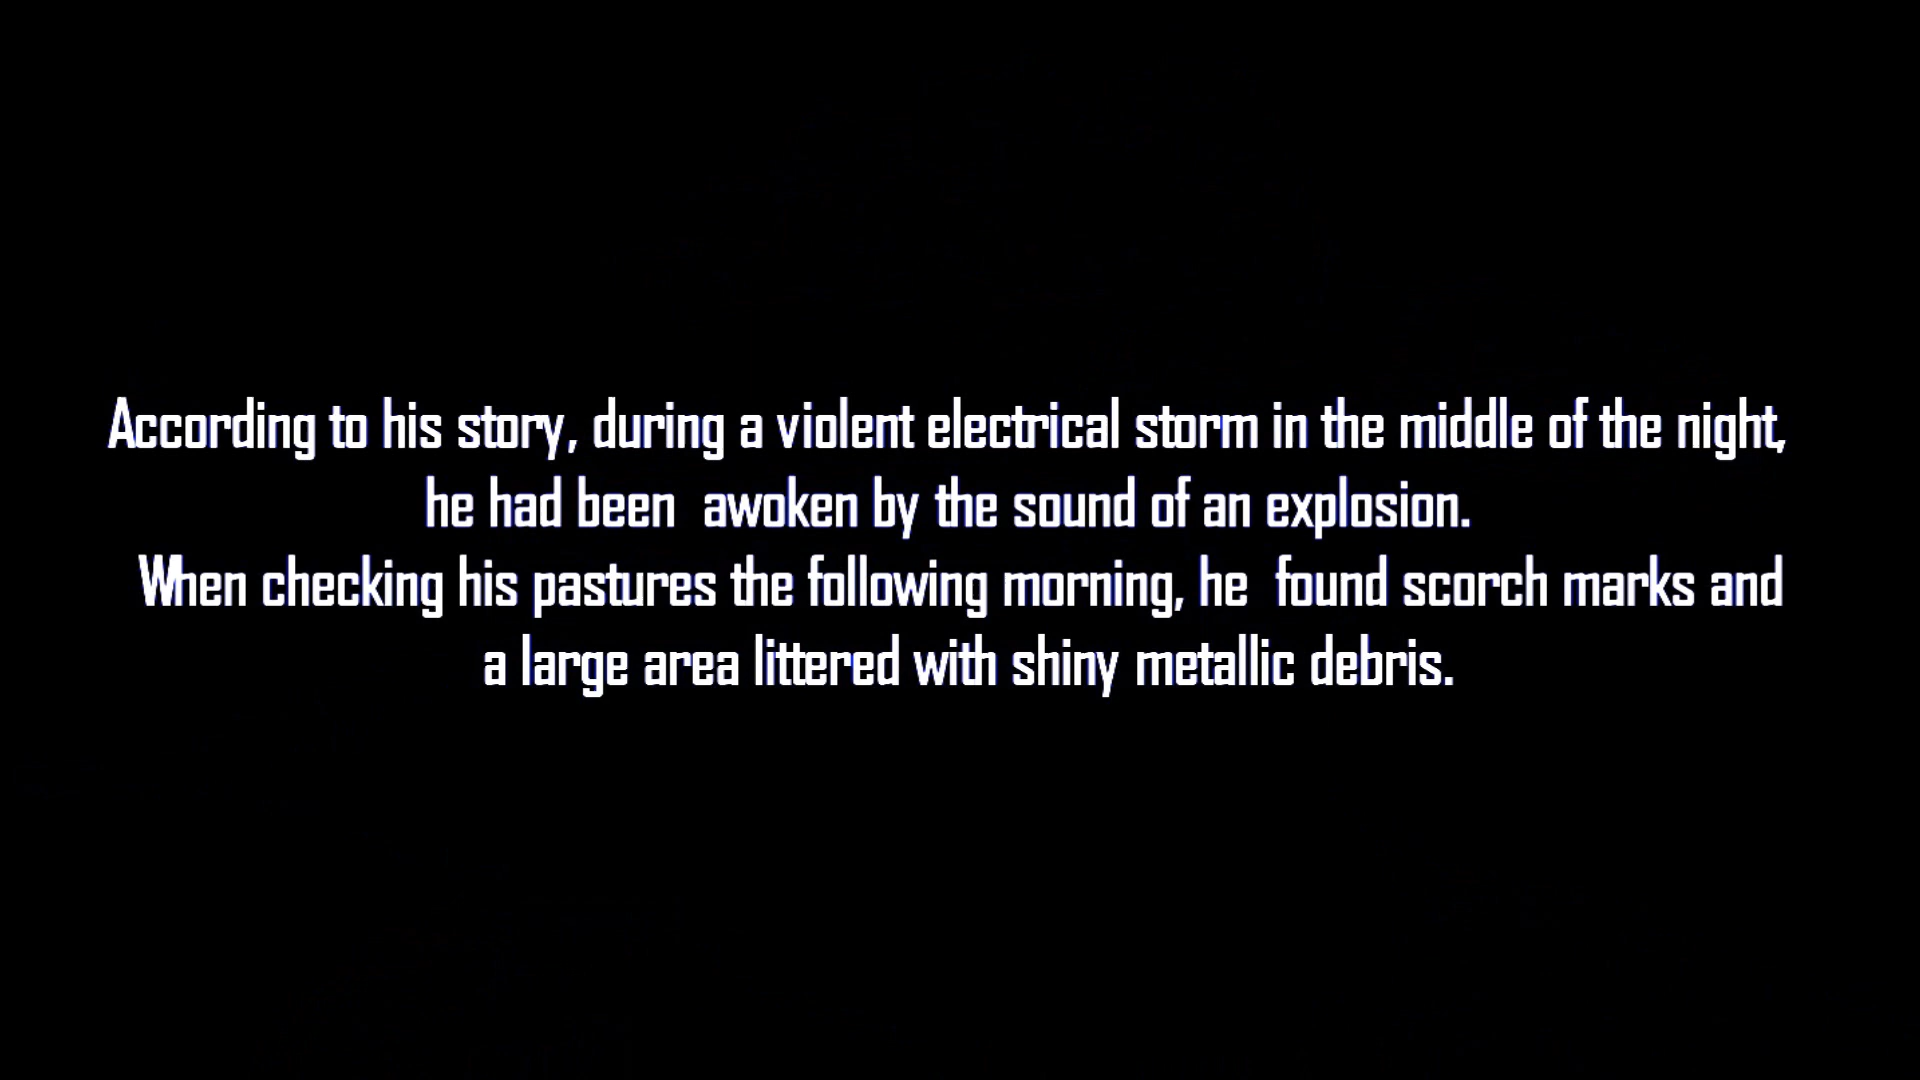 According to his story, during a violent electrical storm in the middle of the night,
he had been  awoken by the sound of an explosion.
When checking his pastures the following morning, he  found scorch marks and
a large area littered with shiny metallic debris.